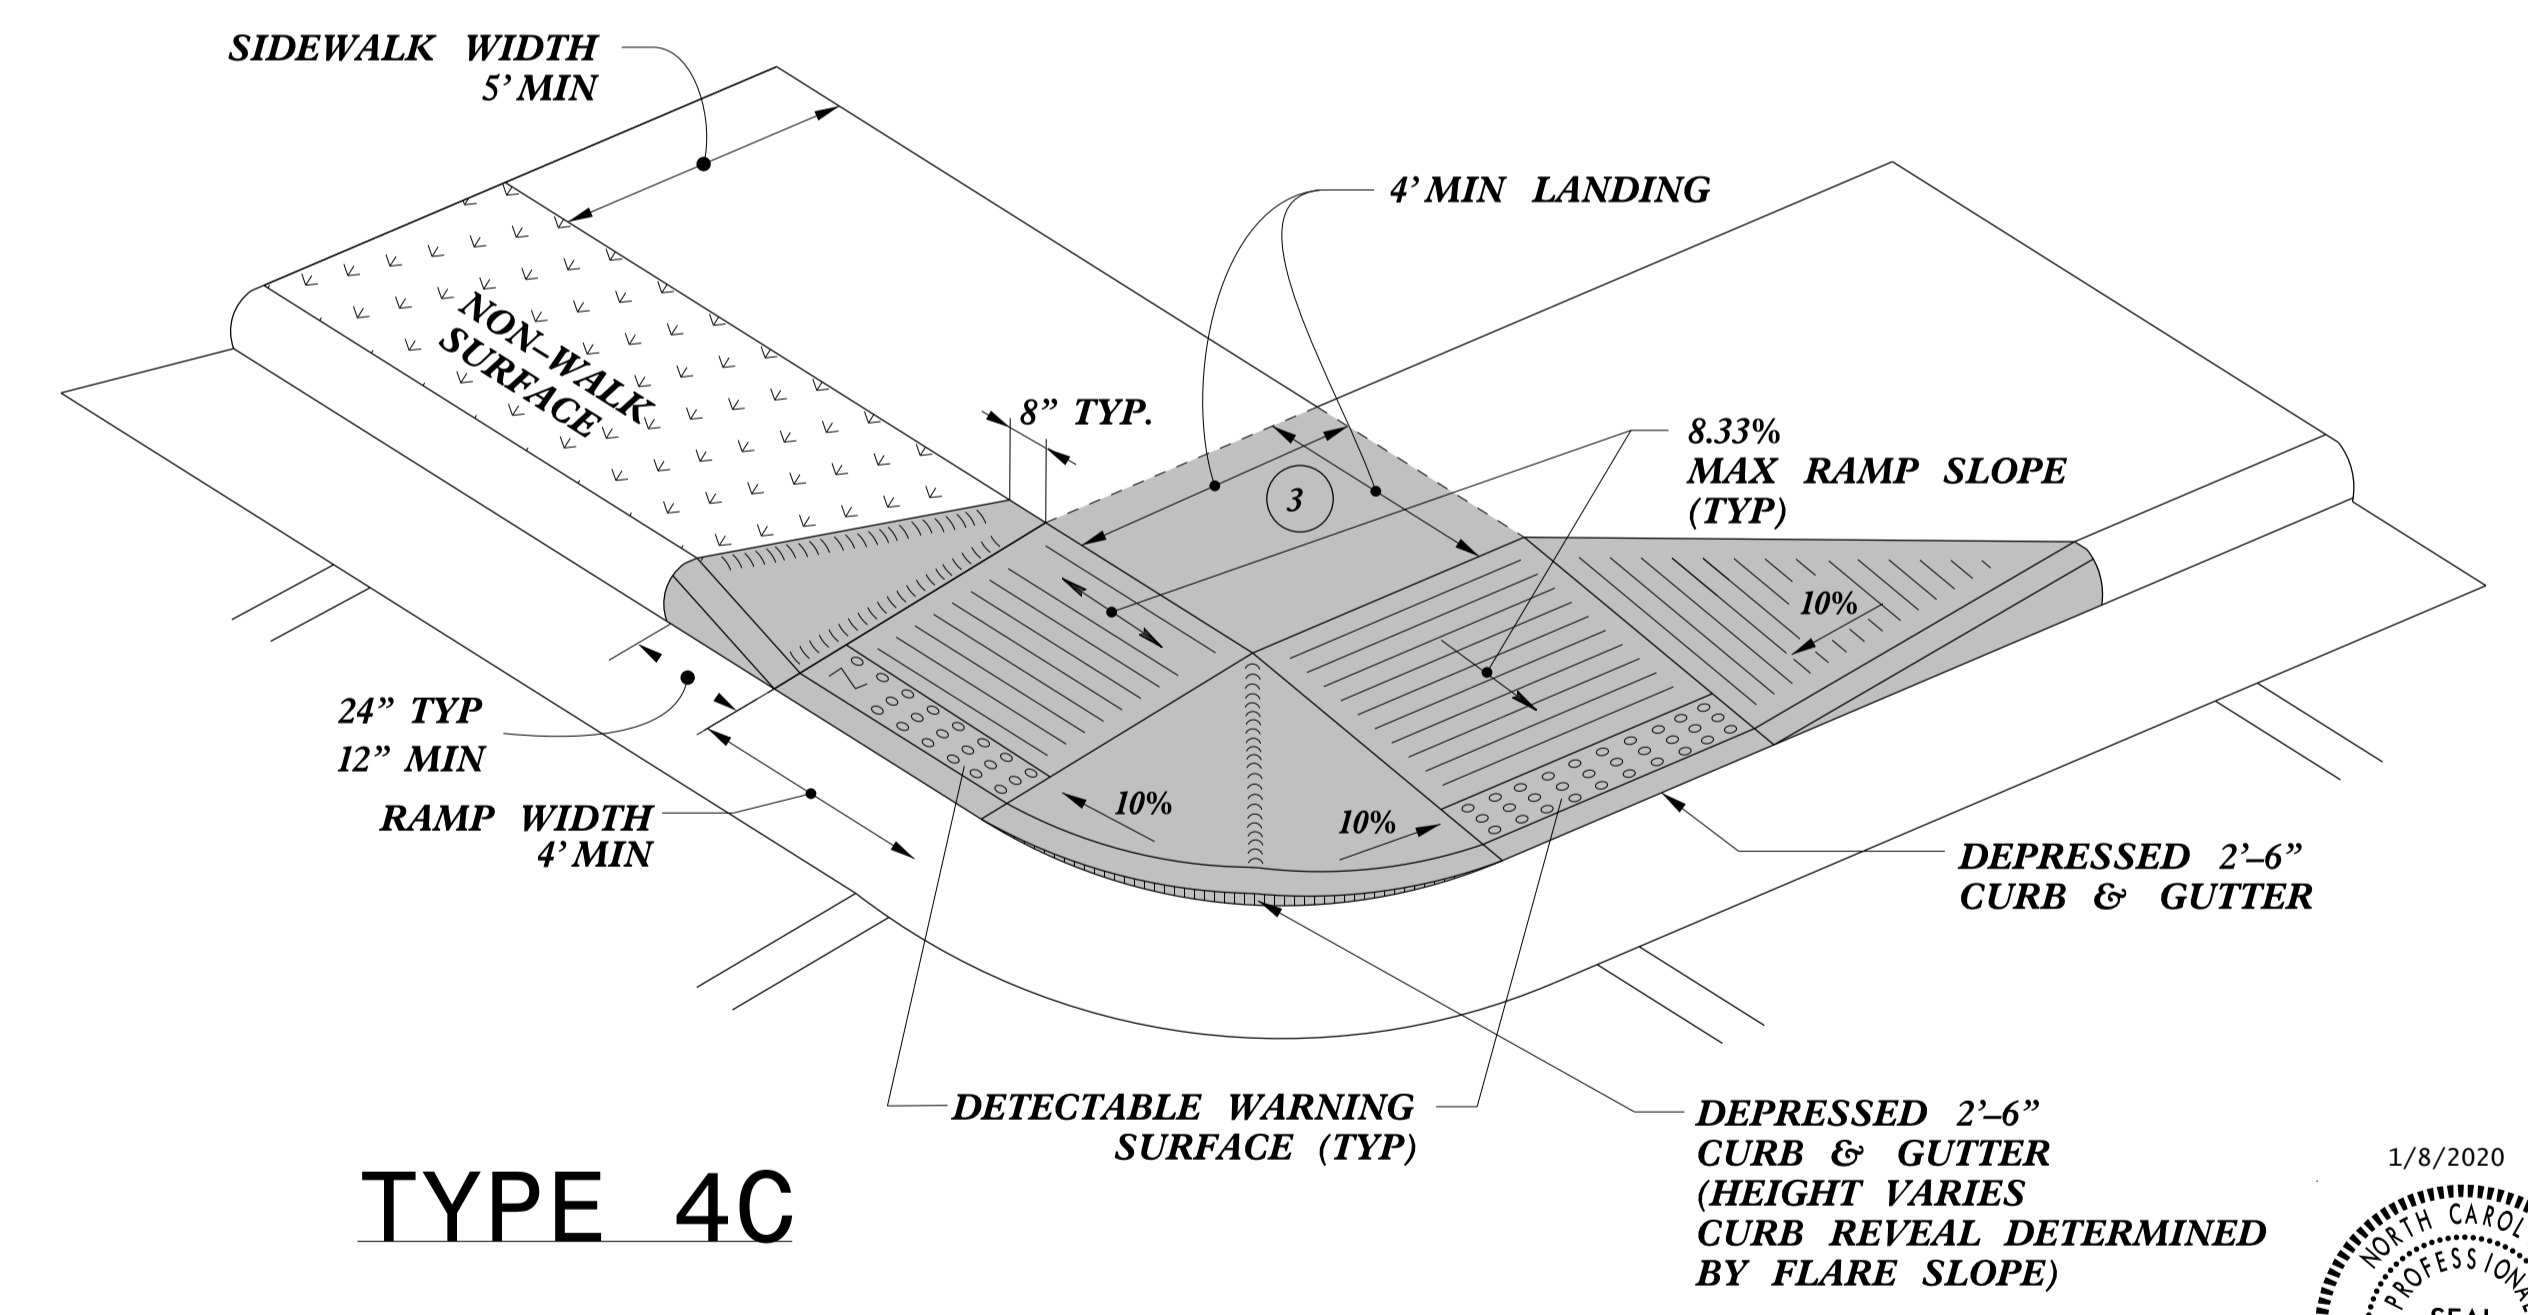 SIDEWALK WIDTH
5' MIN
4' MIN LANDING
NON-WALK
SURFACE
8" TYP.
3
8.33%
MAX RAMP SLOPE
(TYP)
10%
24" TYP
12" MIN
RAMP WIDTH
4' MIN
10%
10%
DEPRESSED 2'-6"
CURB & GUTTER
DETECTABLE WARNING
SURFACE (TYP)
DEPRESSED 2'-6"
CURB & GUTTER
(HEIGHT VARIES
CURB REVEAL DETERMINED
BY FLARE SLOPE)
TYPE 4C
1/8/2020
NORTH CAROL
PROFESSIONA